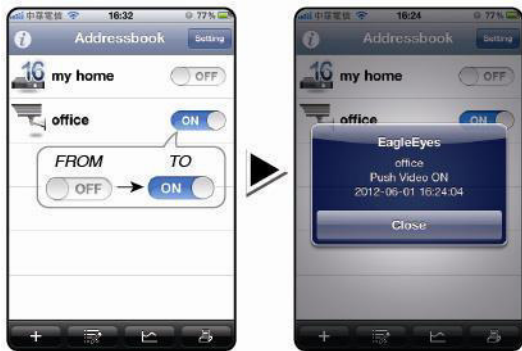 中華電信 16:32 77%
Addressbook Setting
16 my home OFF
office ON
FROM TO
OFF ON
中華電信 16:24 77%
Addressbook Setting
16 my home OFF
office ON
EagleEyes
office
Push Video ON
2012-06-01 16:24:04
Close